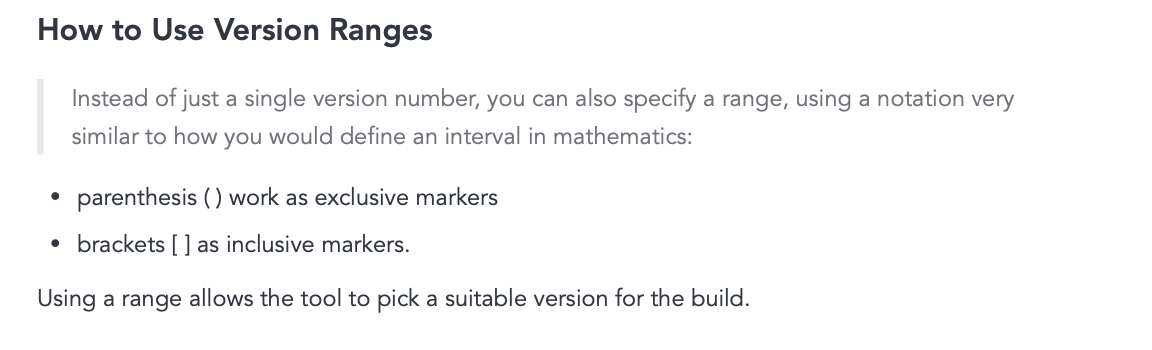 How to Use Version Ranges
Instead of just a single version number, you can also specify a range, using a notation very
similar to how you would define an interval in mathematics:
• parenthesis ( ) work as exclusive markers
• brackets [ ] as inclusive markers.
Using a range allows the tool to pick a suitable version for the build.